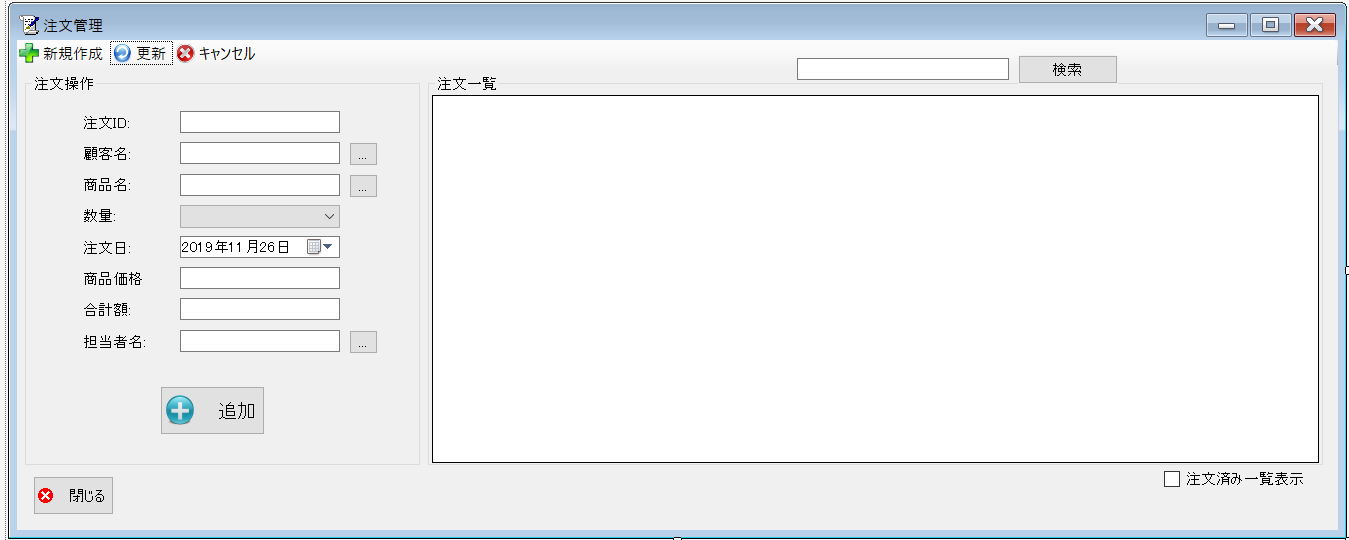 注文管理
新規作成 更新 キャンセル
検索
注文操作
注文一覧
注文ID:
顧客名: ...
商品名: ...
数量:
注文日: 2019年11月26日
商品価格
合計額:
担当者名: ...
追加
注文済み一覧表示
閉じる